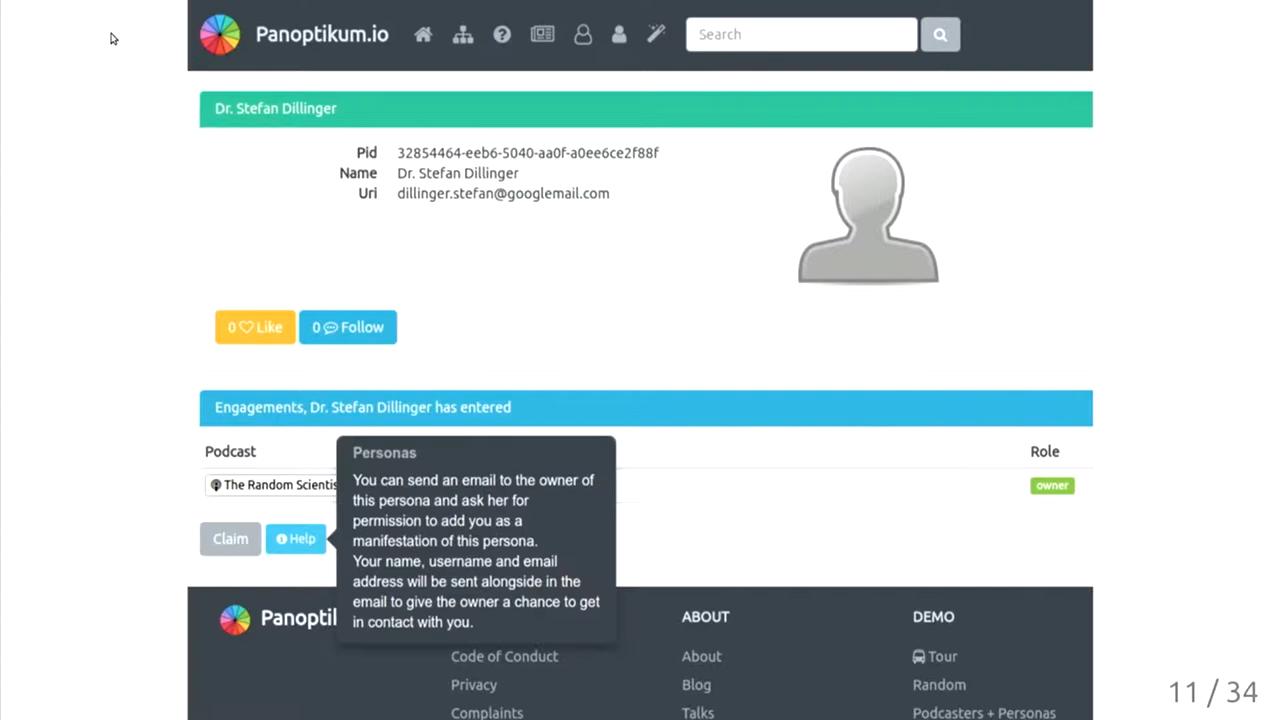 Panoptikum.io
Search
Dr. Stefan Dillinger
Pid 32854464-eeb6-5040-aa0f-a0ee6ce2f88f
Name Dr. Stefan Dillinger
Uri dillinger.stefan@googlemail.com
0 Like 0 Follow
Engagements, Dr. Stefan Dillinger has entered
Podcast Role
The Random Scientis owner
Claim Help
Personas
You can send an email to the owner of
this persona and ask her for
permission to add you as a
manifestation of this persona.
Your name, username and email
address will be sent alongside in the
email to give the owner a chance to get
in contact with you.
Panopti ABOUT DEMO
Code of Conduct About Tour
Privacy Blog Random
Complaints Talks Podcasters + Personas
11 / 34